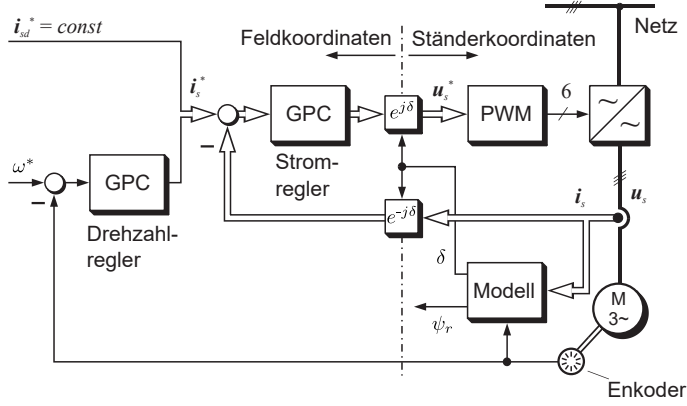 i_sd^* = const
Netz
Feldkoordinaten
Ständerkoordinaten
i_s^*
GPC
e^{jδ}
u_s^*
PWM
6
~
~
Strom-
regler
ω*
GPC
–
–
Drehzahl-
regler
e^{-jδ}
i_s
u_s
δ
Modell
ψ_r
M
3~
Enkoder